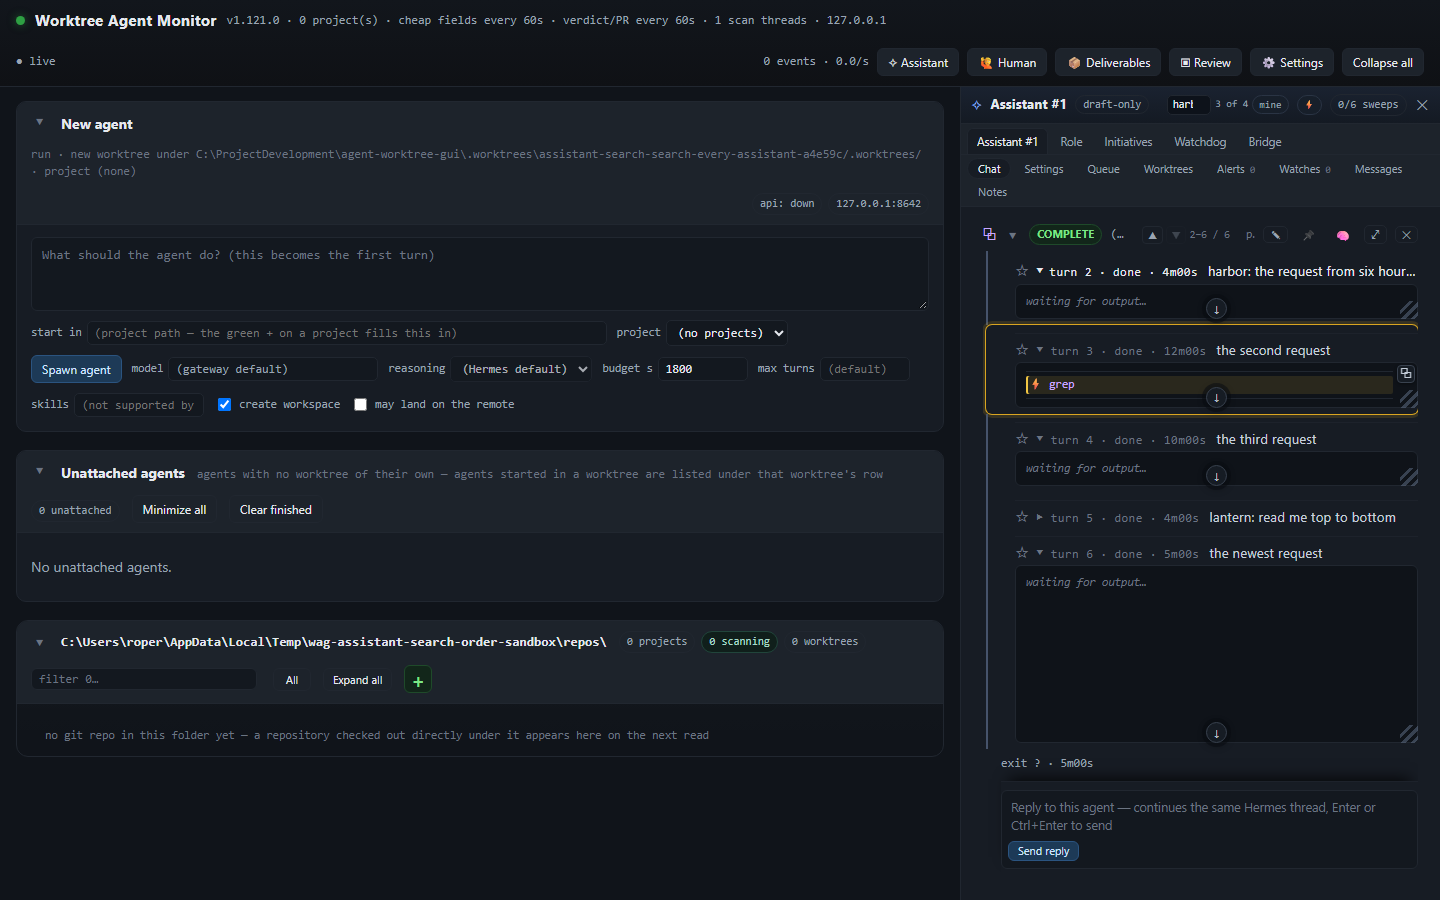 Worktree Agent Monitor v1.121.0 · 0 project(s) · cheap fields every 60s · verdict/PR every 60s · 1 scan threads · 127.0.0.1
live 0 events · 0.0/s Assistant Human Deliverables Review Settings Collapse all
New agent
run · new worktree under C:\ProjectDevelopment\agent-worktree-gui\.worktrees\assistant-search-search-every-assistant-a4e59c/.worktrees/
· project (none)
api: down 127.0.0.1:8642
What should the agent do? (this becomes the first turn)
start in (project path — the green + on a project fills this in) project (no projects)
Spawn agent model (gateway default) reasoning (Hermes default) budget s 1800 max turns (default)
skills (not supported by create workspace may land on the remote
Unattached agents agents with no worktree of their own — agents started in a worktree are listed under that worktree's row
0 unattached Minimize all Clear finished
No unattached agents.
C:\Users\roper\AppData\Local\Temp\wag-assistant-search-order-sandbox\repos\ 0 projects 0 scanning 0 worktrees
filter 0… All Expand all +
no git repo in this folder yet — a repository checked out directly under it appears here on the next read
Assistant #1 draft-only harl 3 of 4 mine 0/6 sweeps
Assistant #1 Role Initiatives Watchdog Bridge
Chat Settings Queue Worktrees Alerts 0 Watches 0 Messages
Notes
COMPLETE (… 2–6 / 6 p.
turn 2 · done · 4m00s harbor: the request from six hour…
waiting for output…
turn 3 · done · 12m00s the second request
grep
turn 4 · done · 10m00s the third request
waiting for output…
turn 5 · done · 4m00s lantern: read me top to bottom
turn 6 · done · 5m00s the newest request
waiting for output…
exit ? · 5m00s
Reply to this agent — continues the same Hermes thread, Enter or
Ctrl+Enter to send
Send reply